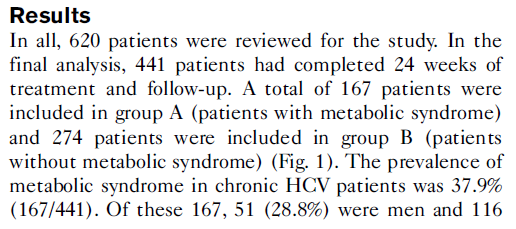 Results
In all, 620 patients were reviewed for the study. In the
final analysis, 441 patients had completed 24 weeks of
treatment and follow-up. A total of 167 patients were
included in group A (patients with metabolic syndrome)
and 274 patients were included in group B (patients
without metabolic syndrome) (Fig. 1). The prevalence of
metabolic syndrome in chronic HCV patients was 37.9%
(167/441). Of these 167, 51 (28.8%) were men and 116